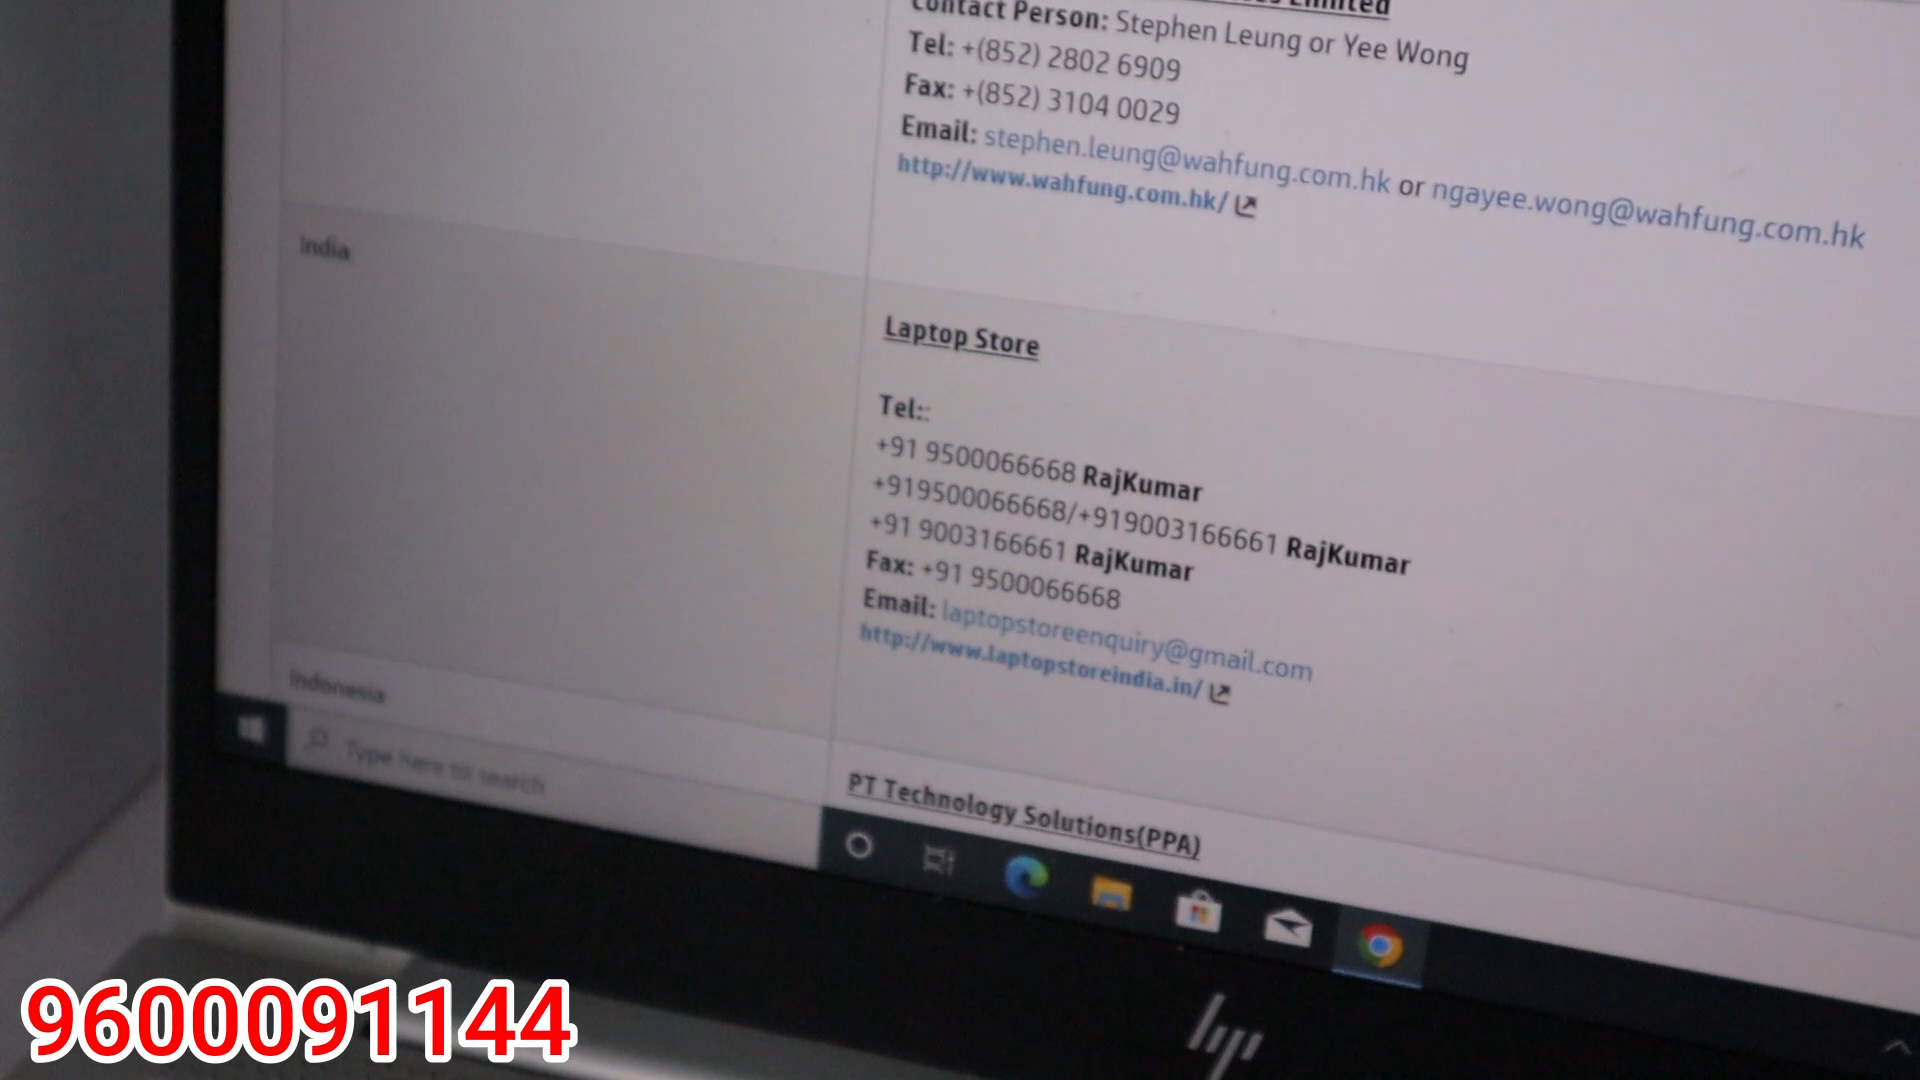 Limited
Contact Person: Stephen Leung or Yee Wong
Tel: +(852) 2802 6909
Fax: +(852) 3104 0029
Email: stephen.leung@wahfung.com.hk or ngayee.wong@wahfung.com.hk
http://www.wahfung.com.hk/
India
Laptop Store
Tel::
+91 9500066668 RajKumar
+919500066668/+919003166661 RajKumar
+91 9003166661 RajKumar
Fax: +91 9500066668
Email: laptopstoreenquiry@gmail.com
http://www.laptopstoreindia.in/
Indonesia
PT Technology Solutions(PPA)
Type here to search
hp
9600091144